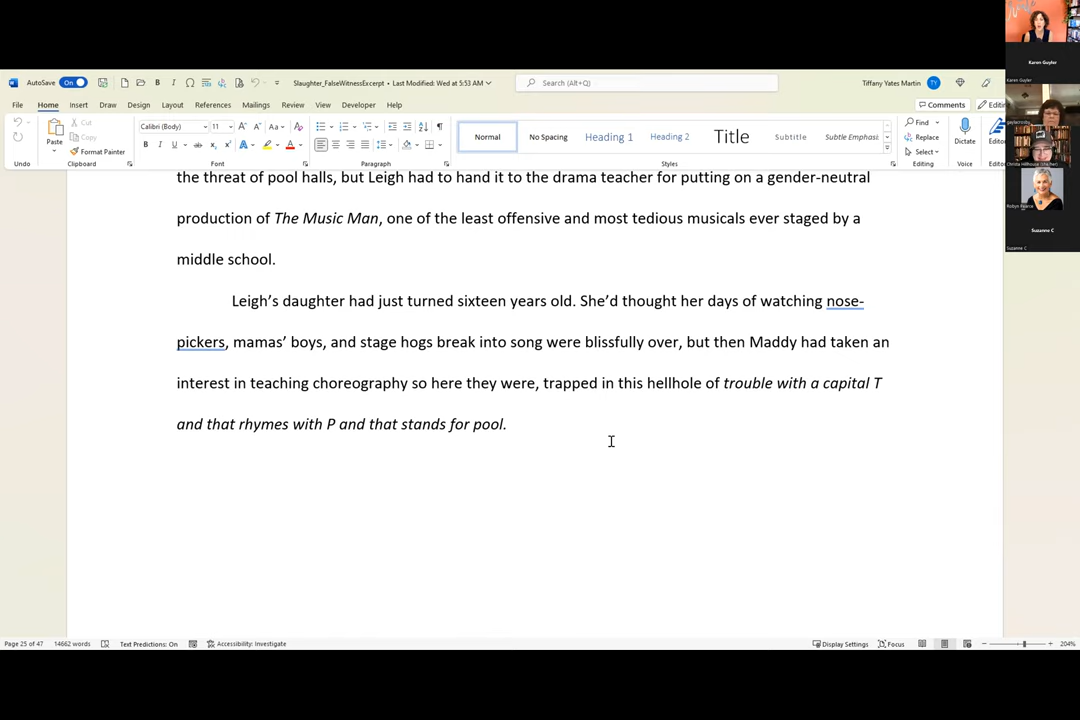 AutoSave On Slaughter_FalseWitnessExcerpt • Last Modified: Wed at 5:53 AM Search (Alt+Q) Tiffany Yates Martin TY
File Home Insert Draw Design Layout References Mailings Review View Developer Help Comments Editin
Paste Cut Copy Format Painter Calibri (Body) 11 Normal No Spacing Heading 1 Heading 2 Title Subtitle Subtle Emphasis Find Replace Select Dictate Editor
Undo Clipboard Font Paragraph Styles Editing Voice
the threat of pool halls, but Leigh had to hand it to the drama teacher for putting on a gender-neutral
production of The Music Man, one of the least offensive and most tedious musicals ever staged by a
middle school.
Leigh’s daughter had just turned sixteen years old. She’d thought her days of watching nose-
pickers, mamas’ boys, and stage hogs break into song were blissfully over, but then Maddy had taken an
interest in teaching choreography so here they were, trapped in this hellhole of trouble with a capital T
and that rhymes with P and that stands for pool.
Page 25 of 47 14662 words Text Predictions: On Accessibility: Investigate Display Settings Focus 204%
Karen Guyler
Karen Guyler
Robyn Pearce
Suzanne C
Suzanne C